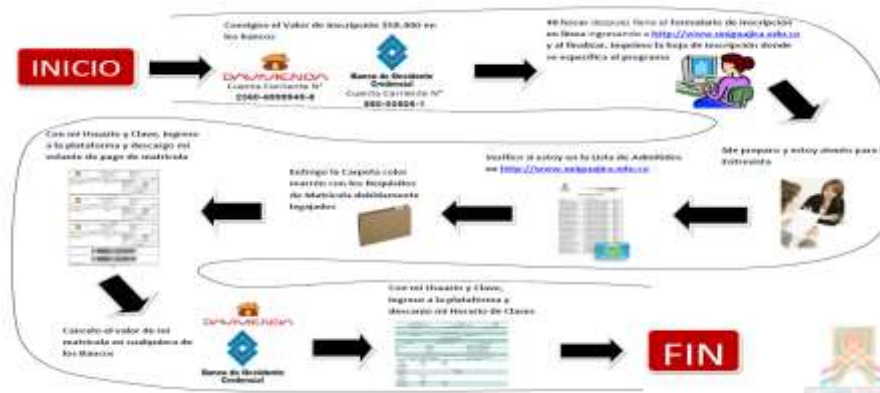 INICIO
Consigno el Valor de Inscripción $50.000 en
los Bancos
DAVIVIENDA
Cuenta Corriente N°
Banco de Occidente
Credencial
Cuenta Corriente N°
48 horas después lleno el formulario de inscripción
en línea ingresando a http://www.uniguajira.edu.co
y al finalizar, imprimo la hoja de inscripción donde
se especifica el programa
Me preparo y estoy atento para la
Entrevista
Verifico si estoy en la Lista de Admitidos
en http://www.uniguajira.edu.co
Entrego la Carpeta color
marrón con los Requisitos
de Matrícula debidamente
legajados
Con mi Usuario y Clave, ingreso
a la plataforma y descargo mi
volante de pago de matrícula
Cancelo el valor de mi
matrícula en cualquiera de
los Bancos
DAVIVIENDA
Banco de Occidente
Credencial
Con mi Usuario y Clave,
ingreso a la plataforma y
descargo mi Horario de Clases
FIN